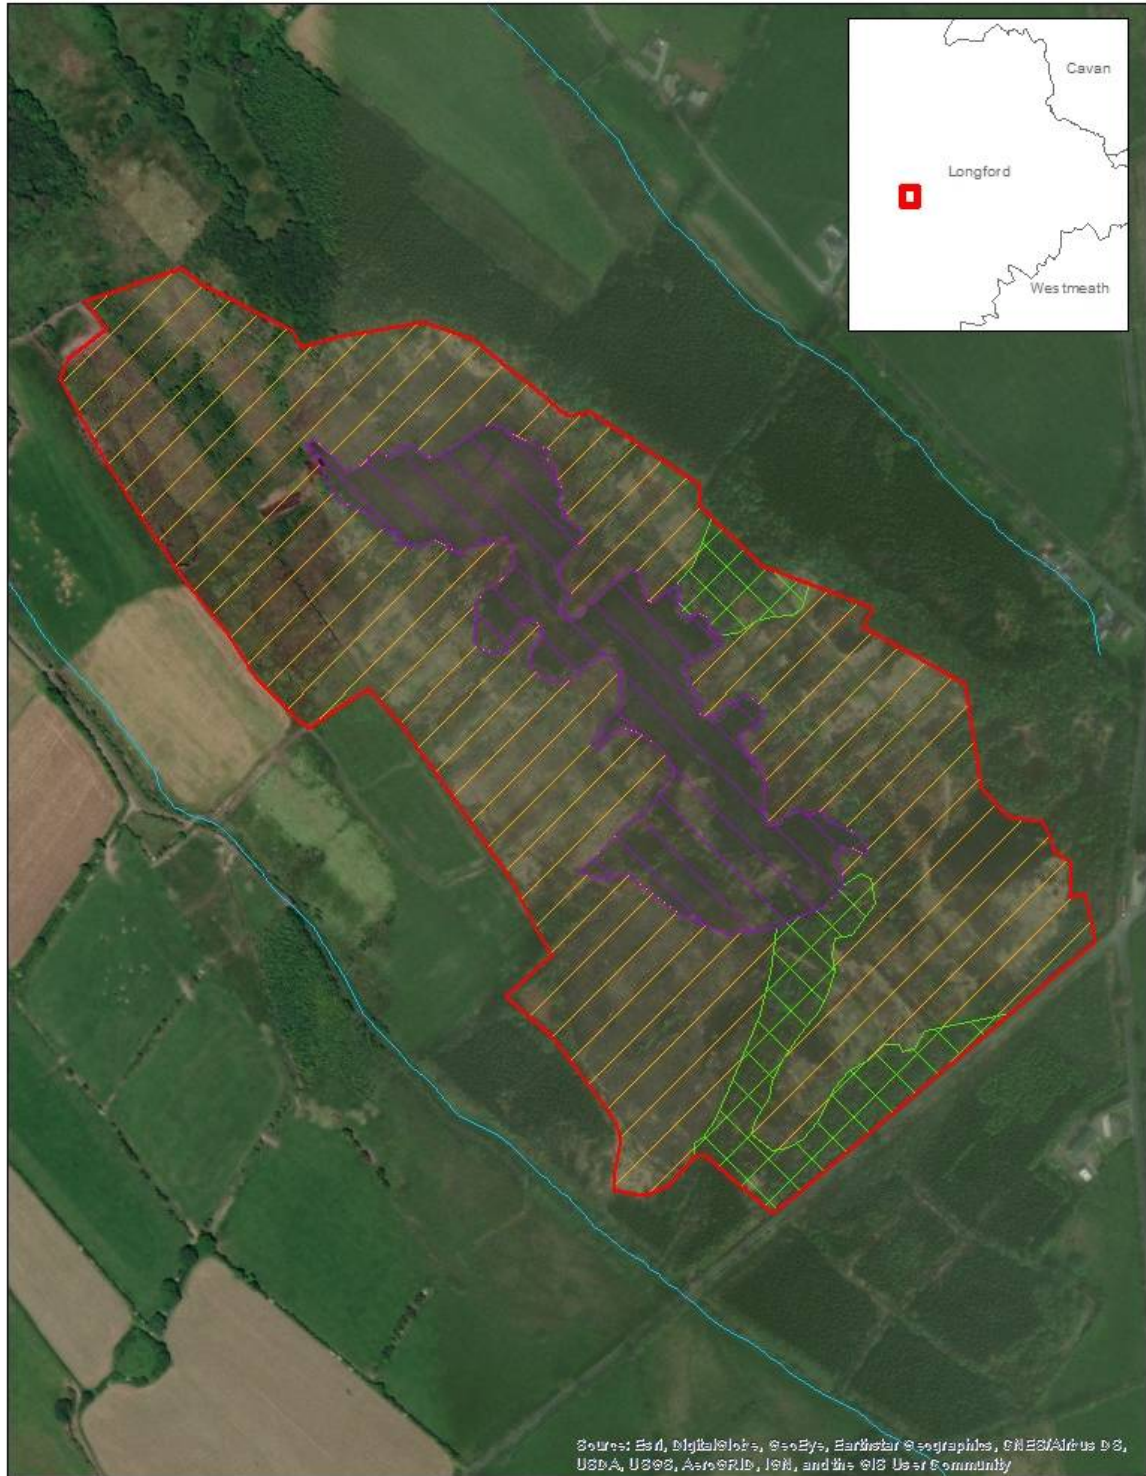 Cavan
Longford
Westmeath
Source: Esri, DigitalGlobe, GeoEye, Earthstar Geographics, CNES/Airbus DS,
USDA, USGS, AeroGRID, IGN, and the GIS User Community